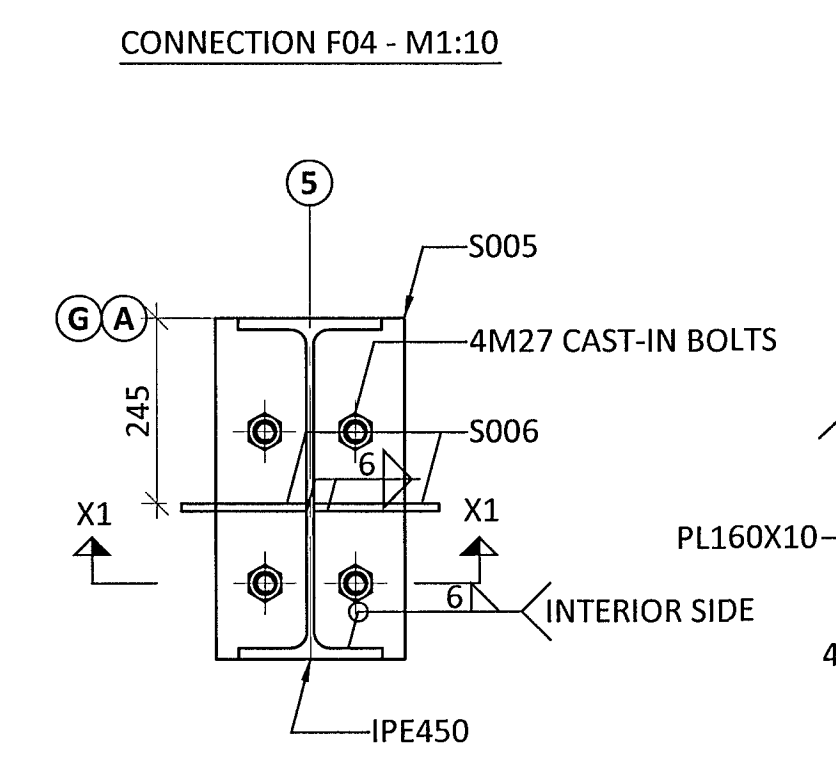 CONNECTION F04 - M1:10
5
S005
G A
4M27 CAST-IN BOLTS
245
S006
6
X1
X1
PL160X10
6
INTERIOR SIDE
4
IPE450